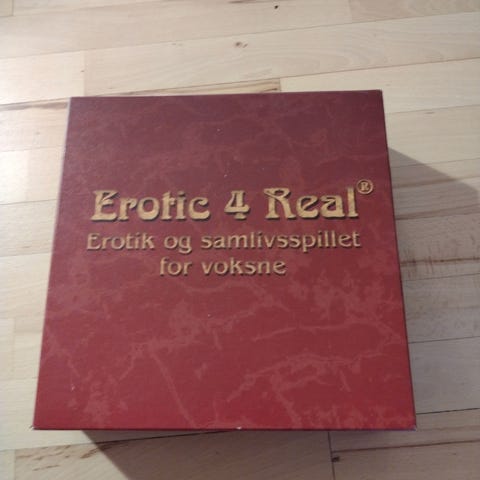 Erotic 4 Real®
Erotik og samlivsspillet
for voksne